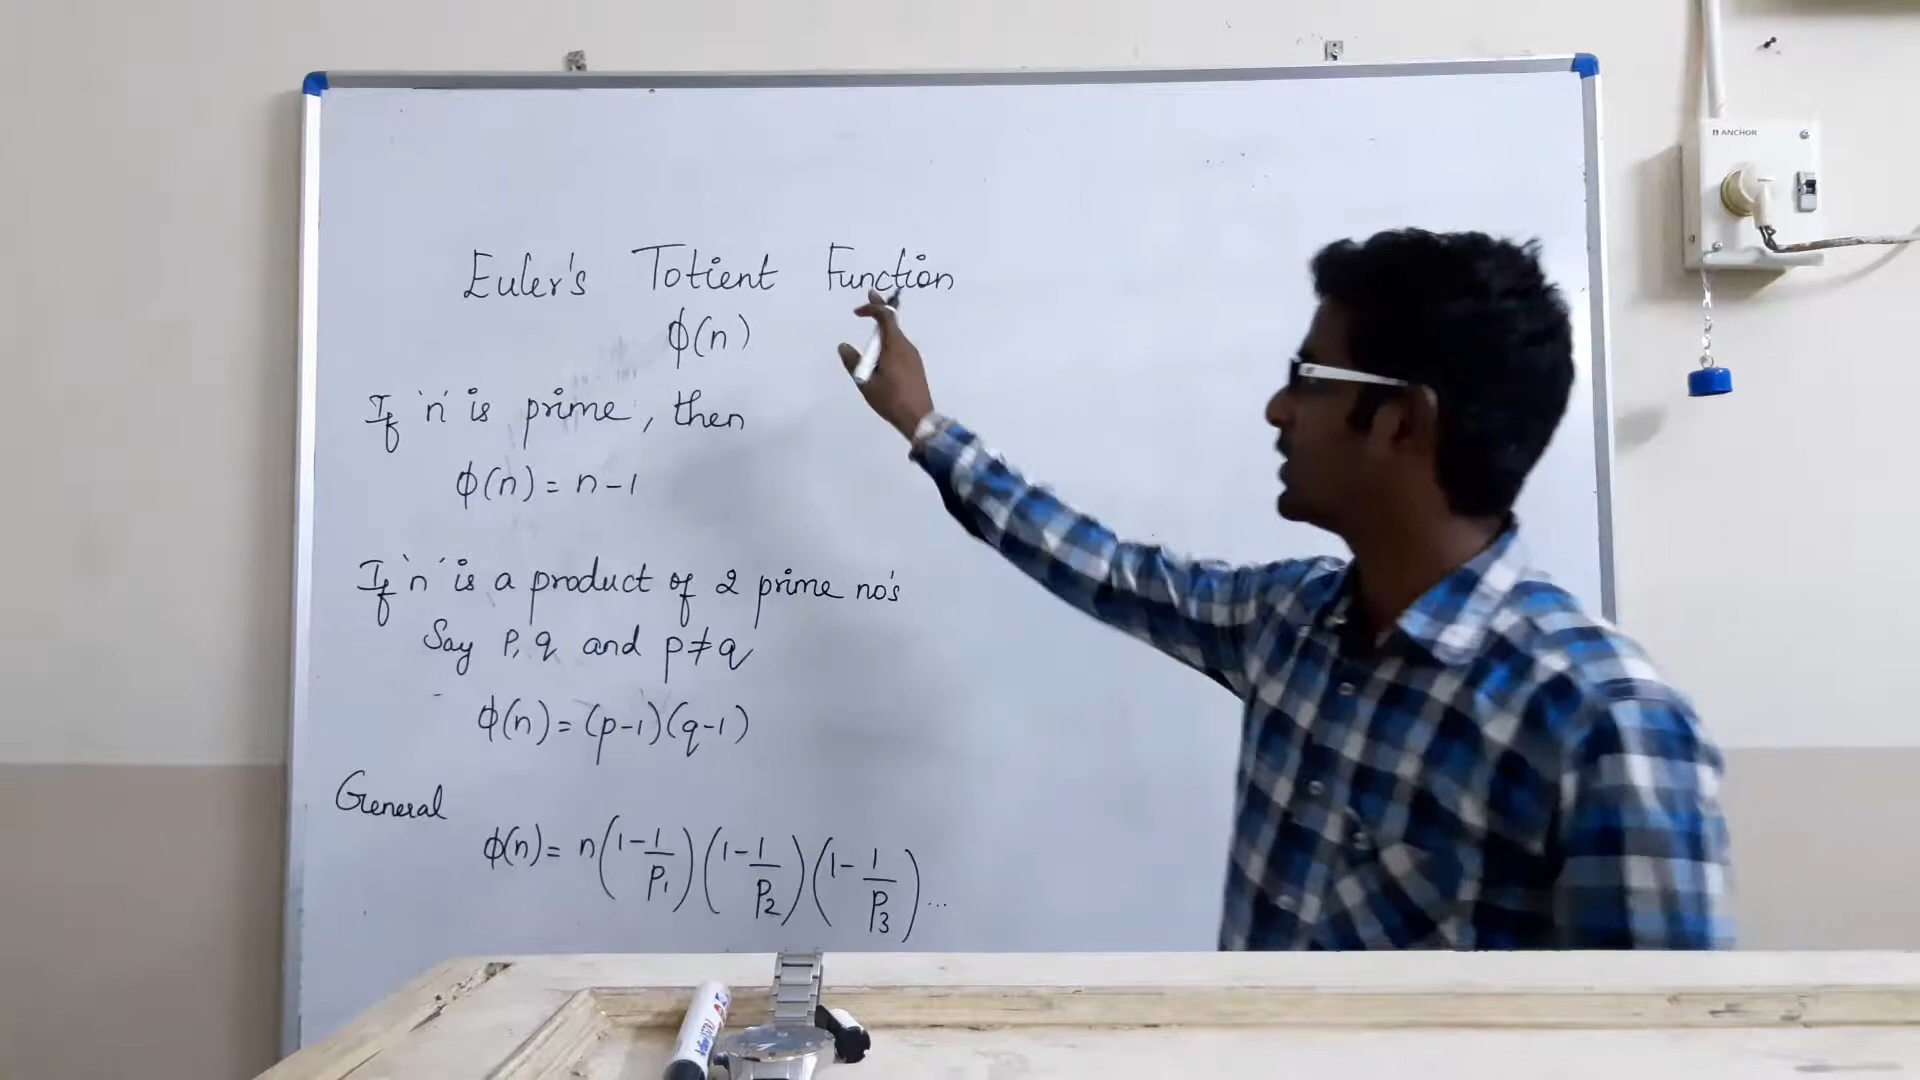 Euler's Totient Function
ϕ(n)
If 'n' is prime, then
ϕ(n) = n-1
If 'n' is a product of 2 prime no's
Say P, q and p≠q
ϕ(n) = (p-1)(q-1)
General
ϕ(n) = n(1-1/P₁)(1-1/P₂)(1-1/P₃)...
ANCHOR